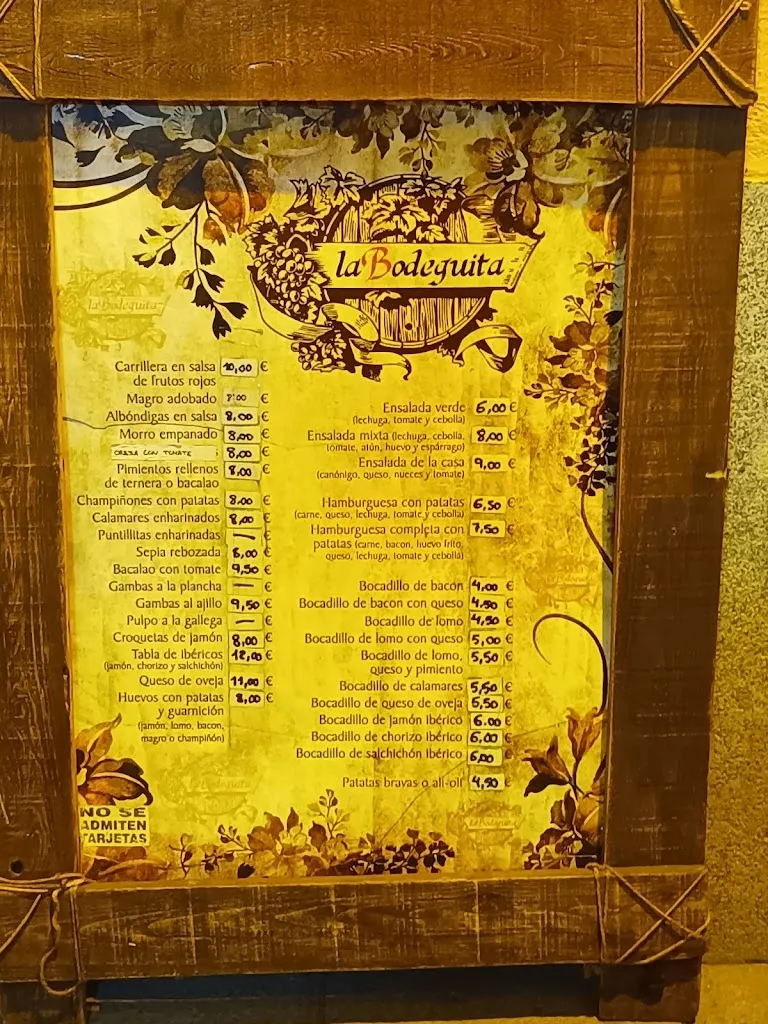 la Bodeguita
la Bodeguita
Carrillera en salsa 10,00 €
de frutos rojos
Magro adobado 8,00 €
Albóndigas en salsa 8,00 €
Morro empanado 8,00 €
OREJA CON TOMATE 8,00 €
Pimientos rellenos 8,00 €
de ternera o bacalao
Champiñones con patatas 8,00 €
Calamares enharinados 8,00 €
Puntillitas enharinadas — €
Sepia rebozada 8,00 €
Bacalao con tomate 9,50 €
Gambas a la plancha — €
Gambas al ajillo 9,50 €
Pulpo a la gallega — €
Croquetas de jamón 8,00 €
Tabla de ibéricos 12,00 €
(jamón, chorizo y salchichón)
Queso de oveja 11,00 €
Huevos con patatas 8,00 €
y guarnición
(jamón, lomo, bacon,
magro o champiñón)
NO SE
ADMITEN
TARJETAS
Ensalada verde 6,00 €
(lechuga, tomate y cebolla)
Ensalada mixta (lechuga, cebolla, 8,00 €
tomate, atún, huevo y espárrago)
Ensalada de la casa 9,00 €
(canónigo, queso, nueces y tomate)
Hamburguesa con patatas 6,50 €
(carne, queso, lechuga, tomate y cebolla)
Hamburguesa completa con 7,50 €
patatas (carne, bacon, huevo frito,
queso, lechuga, tomate y cebolla)
Bocadillo de bacon 4,00 €
Bocadillo de bacon con queso 4,50 €
Bocadillo de lomo 4,50 €
Bocadillo de lomo con queso 5,00 €
Bocadillo de lomo, 5,50 €
queso y pimiento
Bocadillo de calamares 5,50 €
Bocadillo de queso de oveja 5,50 €
Bocadillo de jamón ibérico 6.00 €
Bocadillo de chorizo ibérico 6,00 €
Bocadillo de salchichón ibérico 6,00 €
Patatas bravas o all-oli 4,50 €